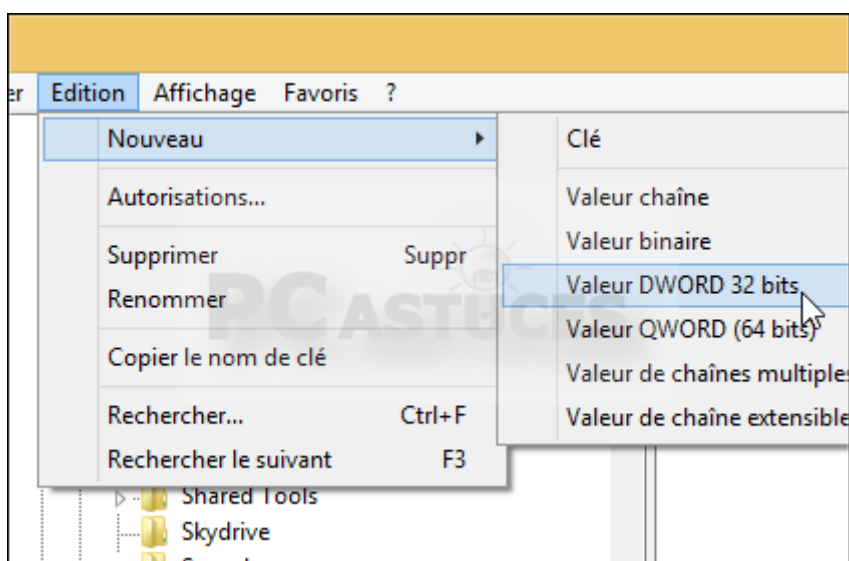 er Edition Affichage Favoris ?
Nouveau
Autorisations...
Supprimer Suppr
Renommer
Copier le nom de clé
Rechercher... Ctrl+F
Rechercher le suivant F3
Clé
Valeur chaîne
Valeur binaire
Valeur DWORD 32 bits
Valeur QWORD (64 bits)
Valeur de chaînes multiples
Valeur de chaîne extensible
PC ASTUCES
Shared Tools
Skydrive